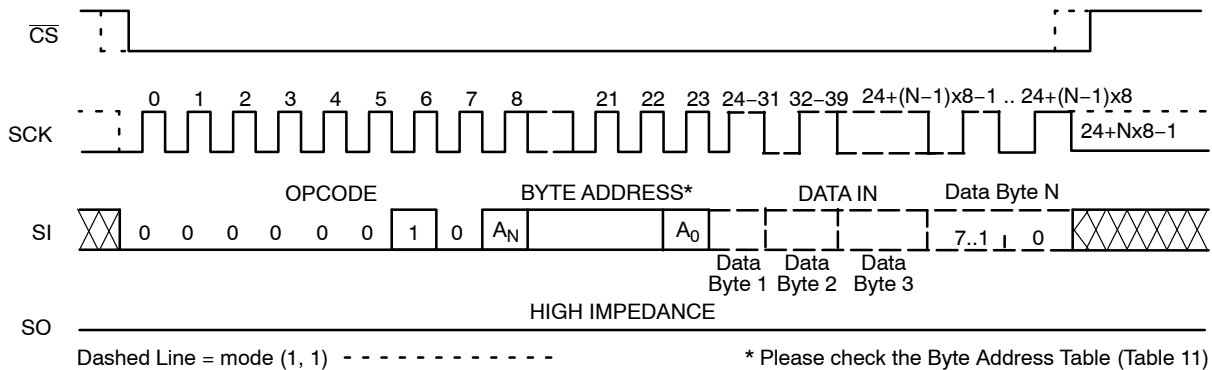 CS
0 1 2 3 4 5 6 7 8 21 22 23 24−31 32−39 24+(N−1)x8−1 .. 24+(N−1)x8
SCK
24+Nx8−1
OPCODE BYTE ADDRESS* DATA IN Data Byte N
SI 0 0 0 0 0 0 1 0 AN A0 7..1 0
Data Byte 1
Data Byte 2
Data Byte 3
HIGH IMPEDANCE
SO
Dashed Line = mode (1, 1) * Please check the Byte Address Table (Table 11)